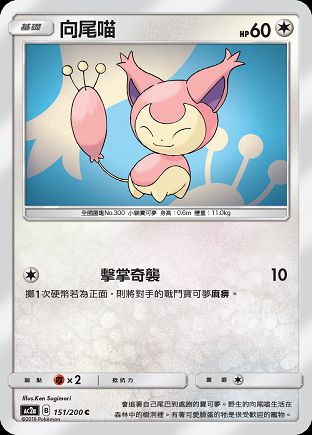 基礎 向尾喵 HP60
全國圖鑑No.300 小貓寶可夢 身高：0.6m 體重：11.0kg
擊掌奇襲 10
擲1次硬幣若為正面，則將對手的戰鬥寶可夢麻痹。
弱點 ×2 抵抗力 撤退
Illus.Ken Sugimori
AC2a B 151/200 C
©2019 Pokémon
會追逐著自己尾巴到處跑的寶可夢。野生的向尾喵生活在
森林中的樹洞裡。有著可愛臉蛋的牠是很受歡迎的寵物。